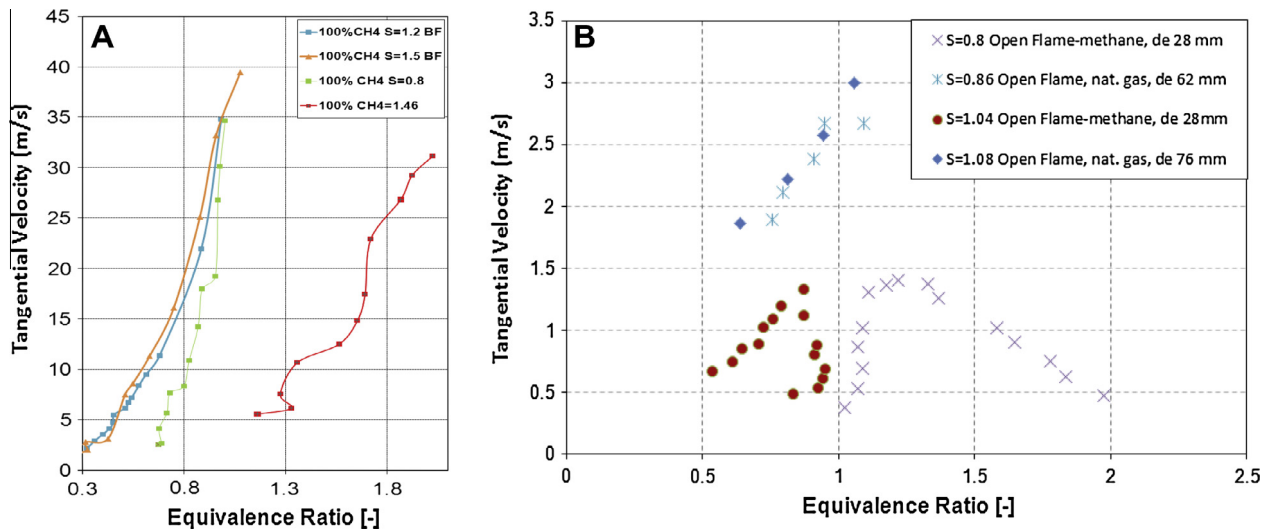 A
45
40
35
30
25
20
15
10
5
0
0.3
0.8
1.3
1.8
Tangential Velocity (m/s)
Equivalence Ratio [-]
100%CH4 S=1.2 BF
100%CH4 S=1.5 BF
100% CH4 S=0.8
100% CH4=1.46
B
3.5
3
2.5
2
1.5
1
0.5
0
0
0.5
1
1.5
2
2.5
Tangential Velocity (m/s)
Equivalence Ratio [-]
S=0.8 Open Flame-methane, de 28 mm
S=0.86 Open Flame, nat. gas, de 62 mm
S=1.04 Open Flame-methane, de 28mm
S=1.08 Open Flame, nat. gas, de 76 mm